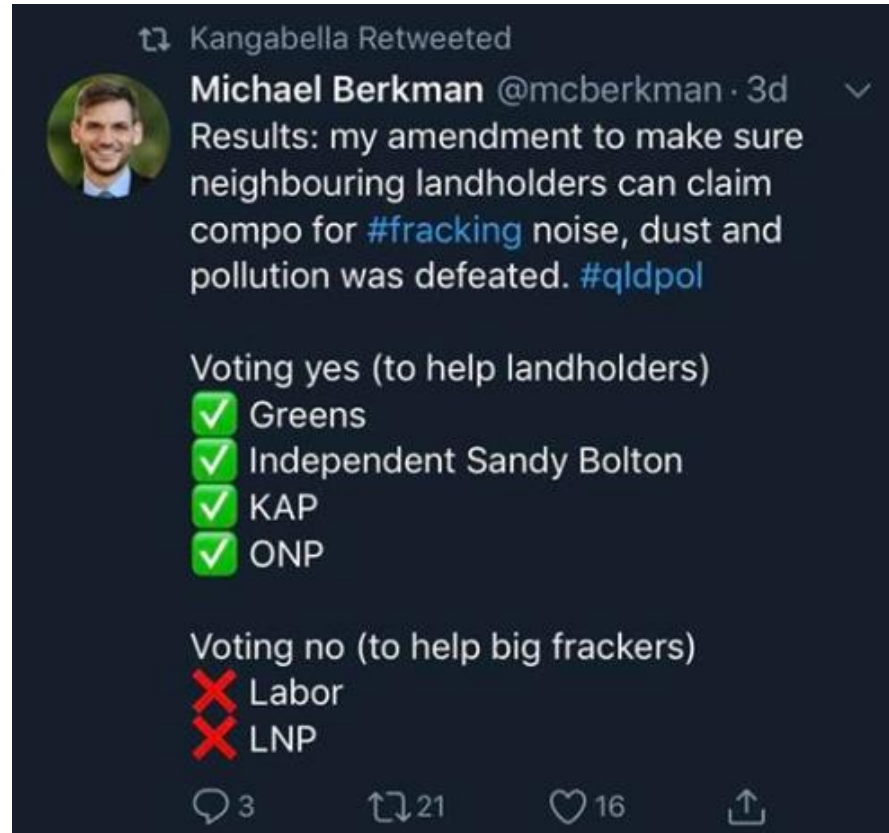 Kangabella Retweeted
Michael Berkman @mcberkman · 3d
Results: my amendment to make sure
neighbouring landholders can claim
compo for #fracking noise, dust and
pollution was defeated. #qldpol
Voting yes (to help landholders)
✅ Greens
✅ Independent Sandy Bolton
✅ KAP
✅ ONP
Voting no (to help big frackers)
❌ Labor
❌ LNP
3 21 16